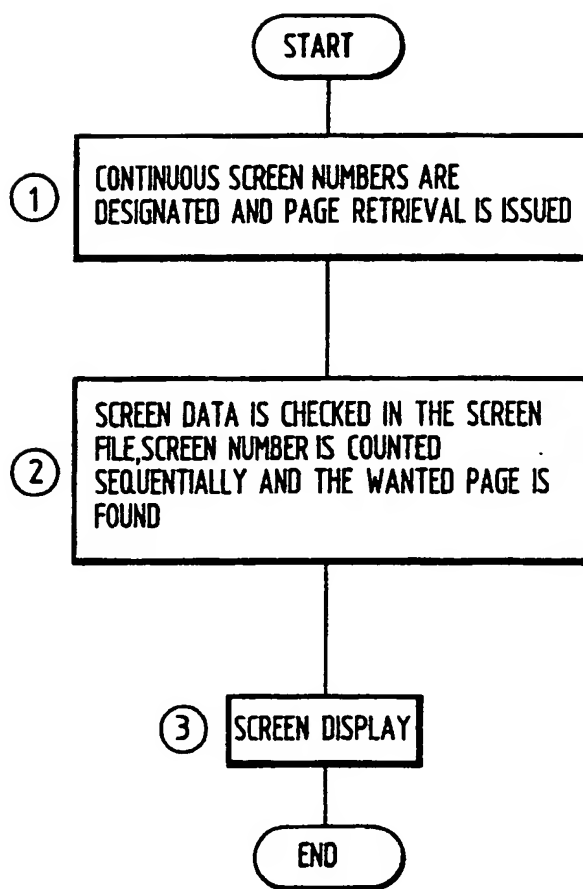 START
1
CONTINUOUS SCREEN NUMBERS ARE
DESIGNATED AND PAGE RETRIEVAL IS ISSUED
2
SCREEN DATA IS CHECKED IN THE SCREEN
FILE,SCREEN NUMBER IS COUNTED
SEQUENTIALLY AND THE WANTED PAGE IS
FOUND
3
SCREEN DISPLAY
END